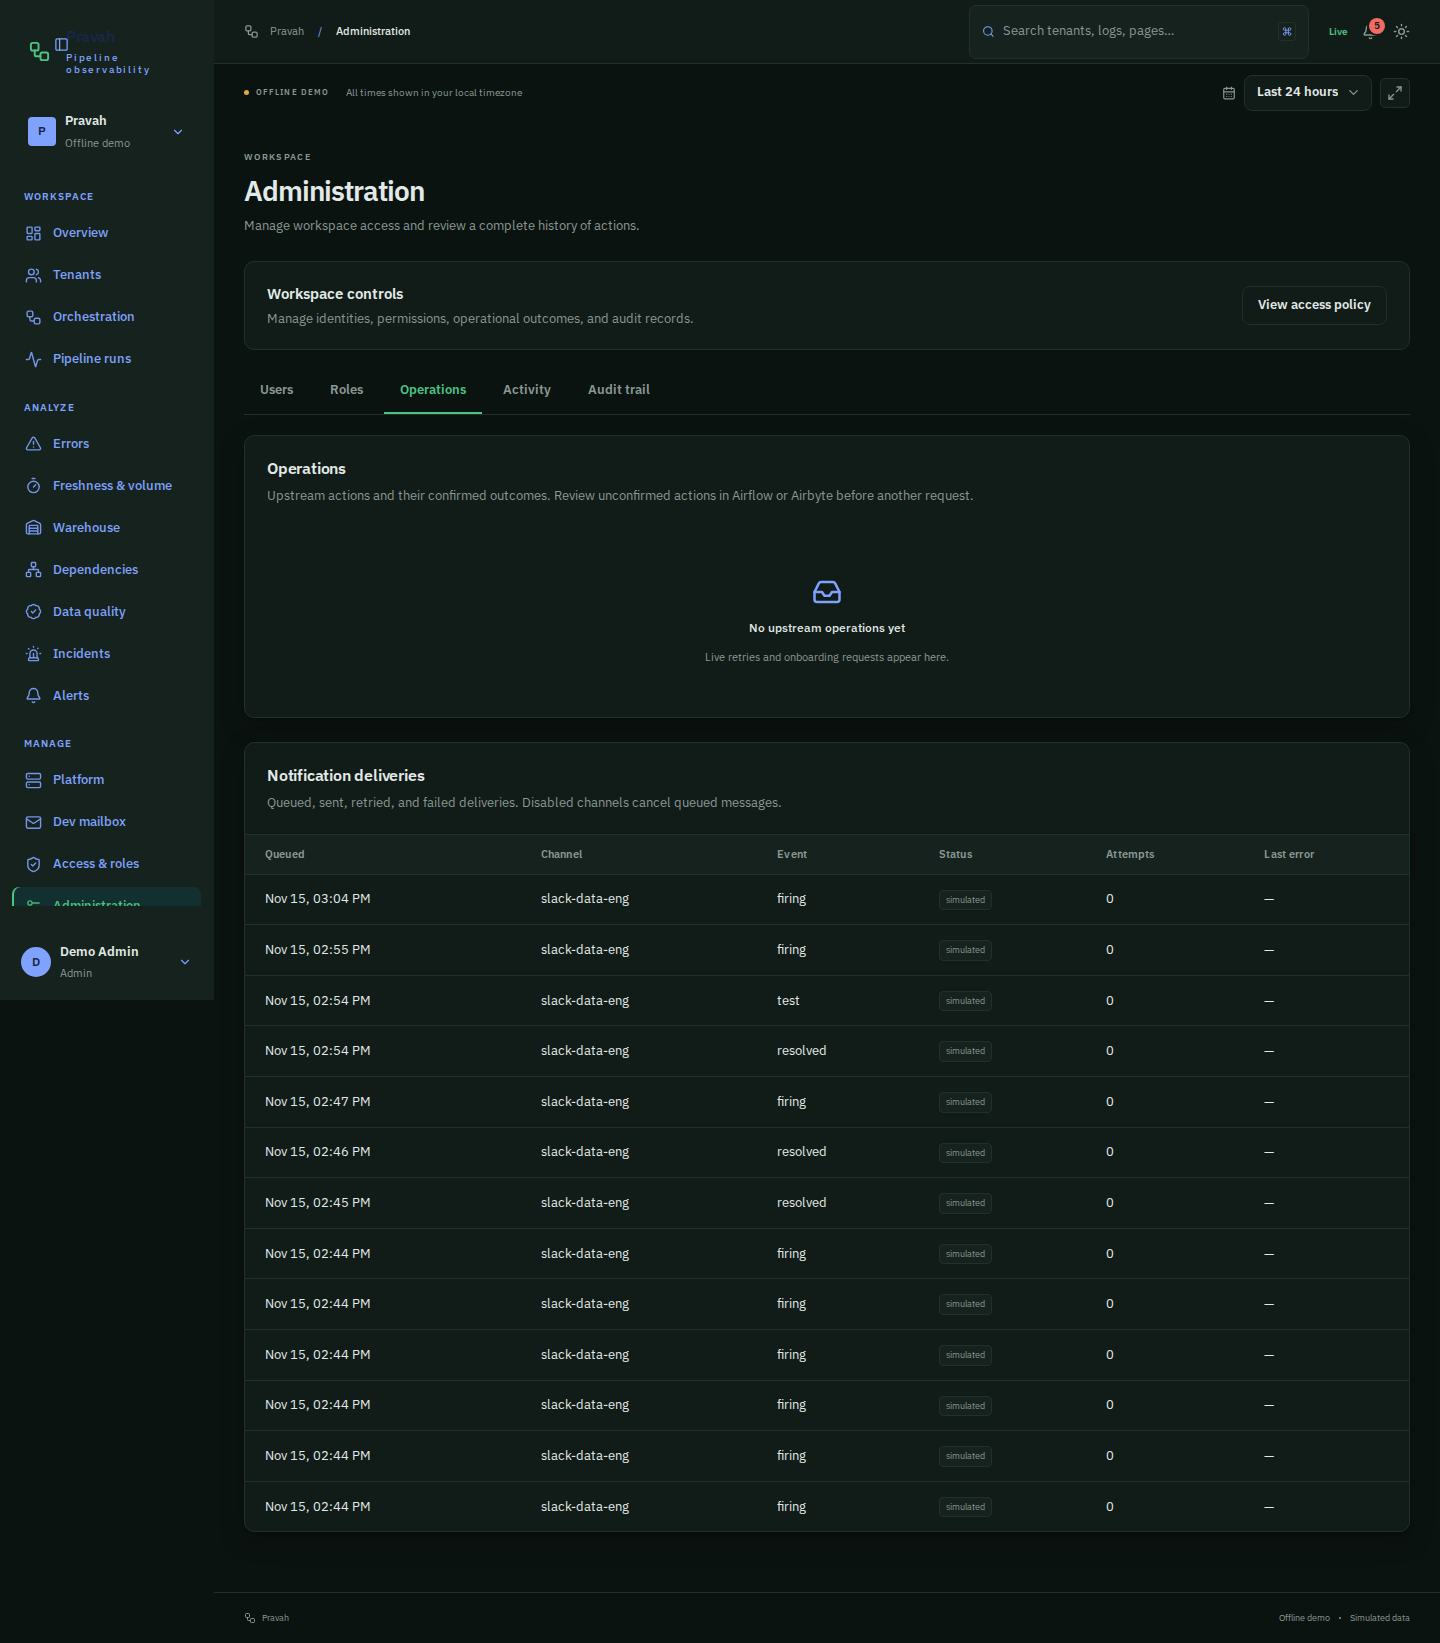 Pravah
Pipeline
observability
P
Pravah
Offline demo
WORKSPACE
Overview
Tenants
Orchestration
Pipeline runs
ANALYZE
Errors
Freshness & volume
Warehouse
Dependencies
Data quality
Incidents
Alerts
MANAGE
Platform
Dev mailbox
Access & roles
Administration
D
Demo Admin
Admin
Pravah / Administration
Search tenants, logs, pages...
⌘
Live
5
OFFLINE DEMO
All times shown in your local timezone
Last 24 hours
WORKSPACE
Administration
Manage workspace access and review a complete history of actions.
Workspace controls
Manage identities, permissions, operational outcomes, and audit records.
View access policy
Users Roles Operations Activity Audit trail
Operations
Upstream actions and their confirmed outcomes. Review unconfirmed actions in Airflow or Airbyte before another request.
No upstream operations yet
Live retries and onboarding requests appear here.
Notification deliveries
Queued, sent, retried, and failed deliveries. Disabled channels cancel queued messages.
Queued Channel Event Status Attempts Last error
Nov 15, 03:04 PM slack-data-eng firing simulated 0 —
Nov 15, 02:55 PM slack-data-eng firing simulated 0 —
Nov 15, 02:54 PM slack-data-eng test simulated 0 —
Nov 15, 02:54 PM slack-data-eng resolved simulated 0 —
Nov 15, 02:47 PM slack-data-eng firing simulated 0 —
Nov 15, 02:46 PM slack-data-eng resolved simulated 0 —
Nov 15, 02:45 PM slack-data-eng resolved simulated 0 —
Nov 15, 02:44 PM slack-data-eng firing simulated 0 —
Nov 15, 02:44 PM slack-data-eng firing simulated 0 —
Nov 15, 02:44 PM slack-data-eng firing simulated 0 —
Nov 15, 02:44 PM slack-data-eng firing simulated 0 —
Nov 15, 02:44 PM slack-data-eng firing simulated 0 —
Nov 15, 02:44 PM slack-data-eng firing simulated 0 —
Pravah
Offline demo • Simulated data